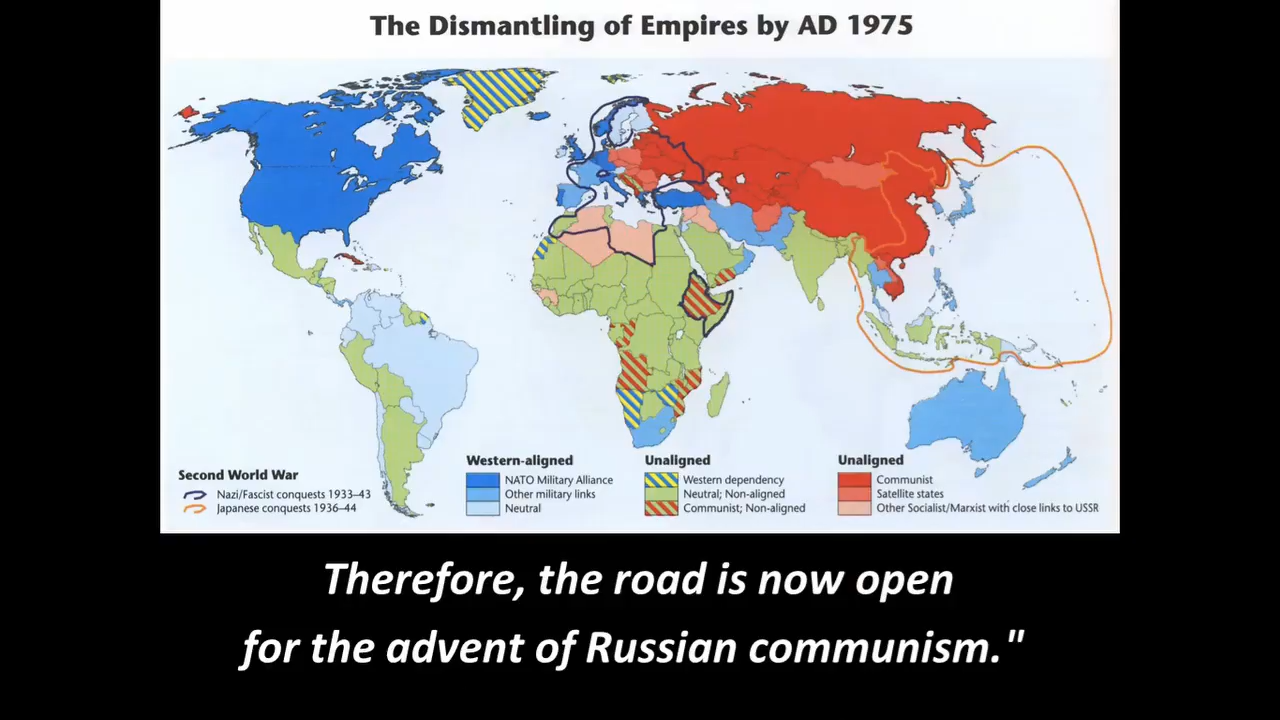 The Dismantling of Empires by AD 1975
Second World War
Nazi/Fascist conquests 1933–43
Japanese conquests 1936–44
Western-aligned
NATO Military Alliance
Other military links
Neutral
Unaligned
Western dependency
Neutral; Non-aligned
Communist; Non-aligned
Unaligned
Communist
Satellite states
Other Socialist/Marxist with close links to USSR
Therefore, the road is now open
for the advent of Russian communism."